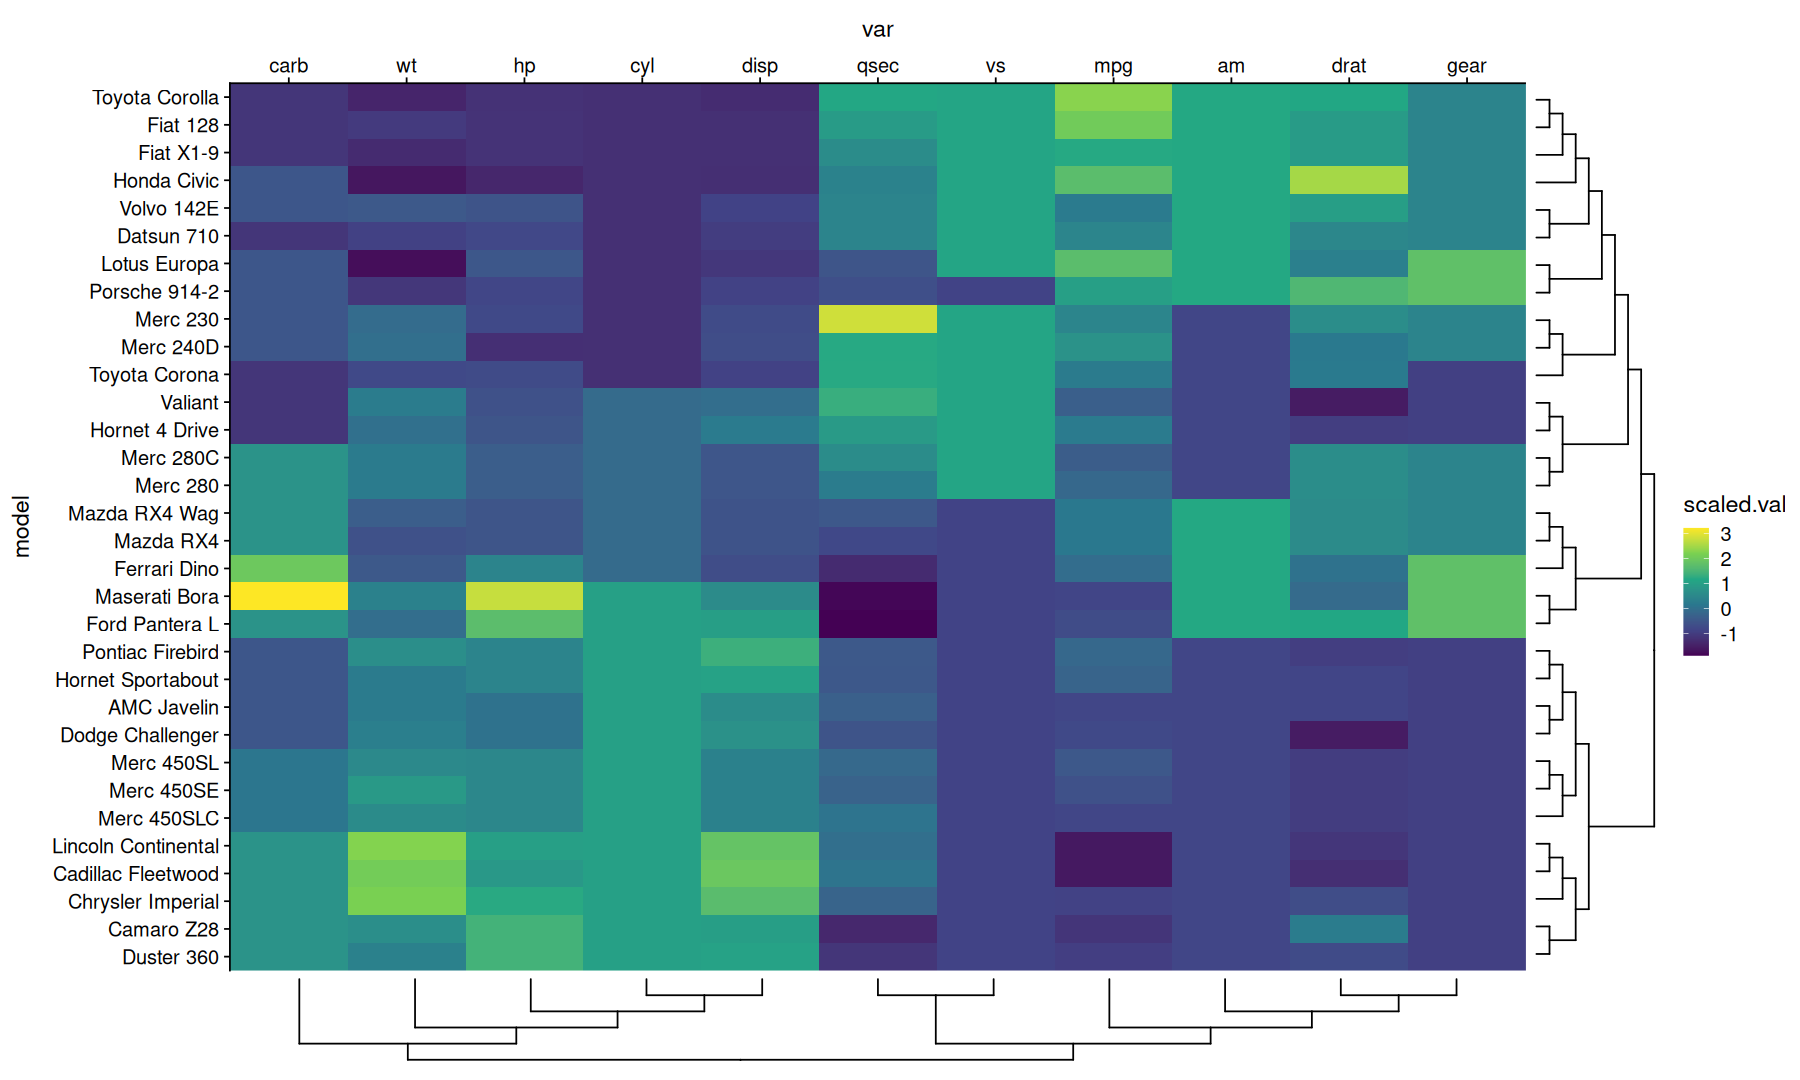 var
carb wt hp cyl disp qsec vs mpg am drat gear
model
Toyota Corolla
Fiat 128
Fiat X1-9
Honda Civic
Volvo 142E
Datsun 710
Lotus Europa
Porsche 914-2
Merc 230
Merc 240D
Toyota Corona
Valiant
Hornet 4 Drive
Merc 280C
Merc 280
Mazda RX4 Wag
Mazda RX4
Ferrari Dino
Maserati Bora
Ford Pantera L
Pontiac Firebird
Hornet Sportabout
AMC Javelin
Dodge Challenger
Merc 450SL
Merc 450SE
Merc 450SLC
Lincoln Continental
Cadillac Fleetwood
Chrysler Imperial
Camaro Z28
Duster 360
scaled.val
3
2
1
0
-1